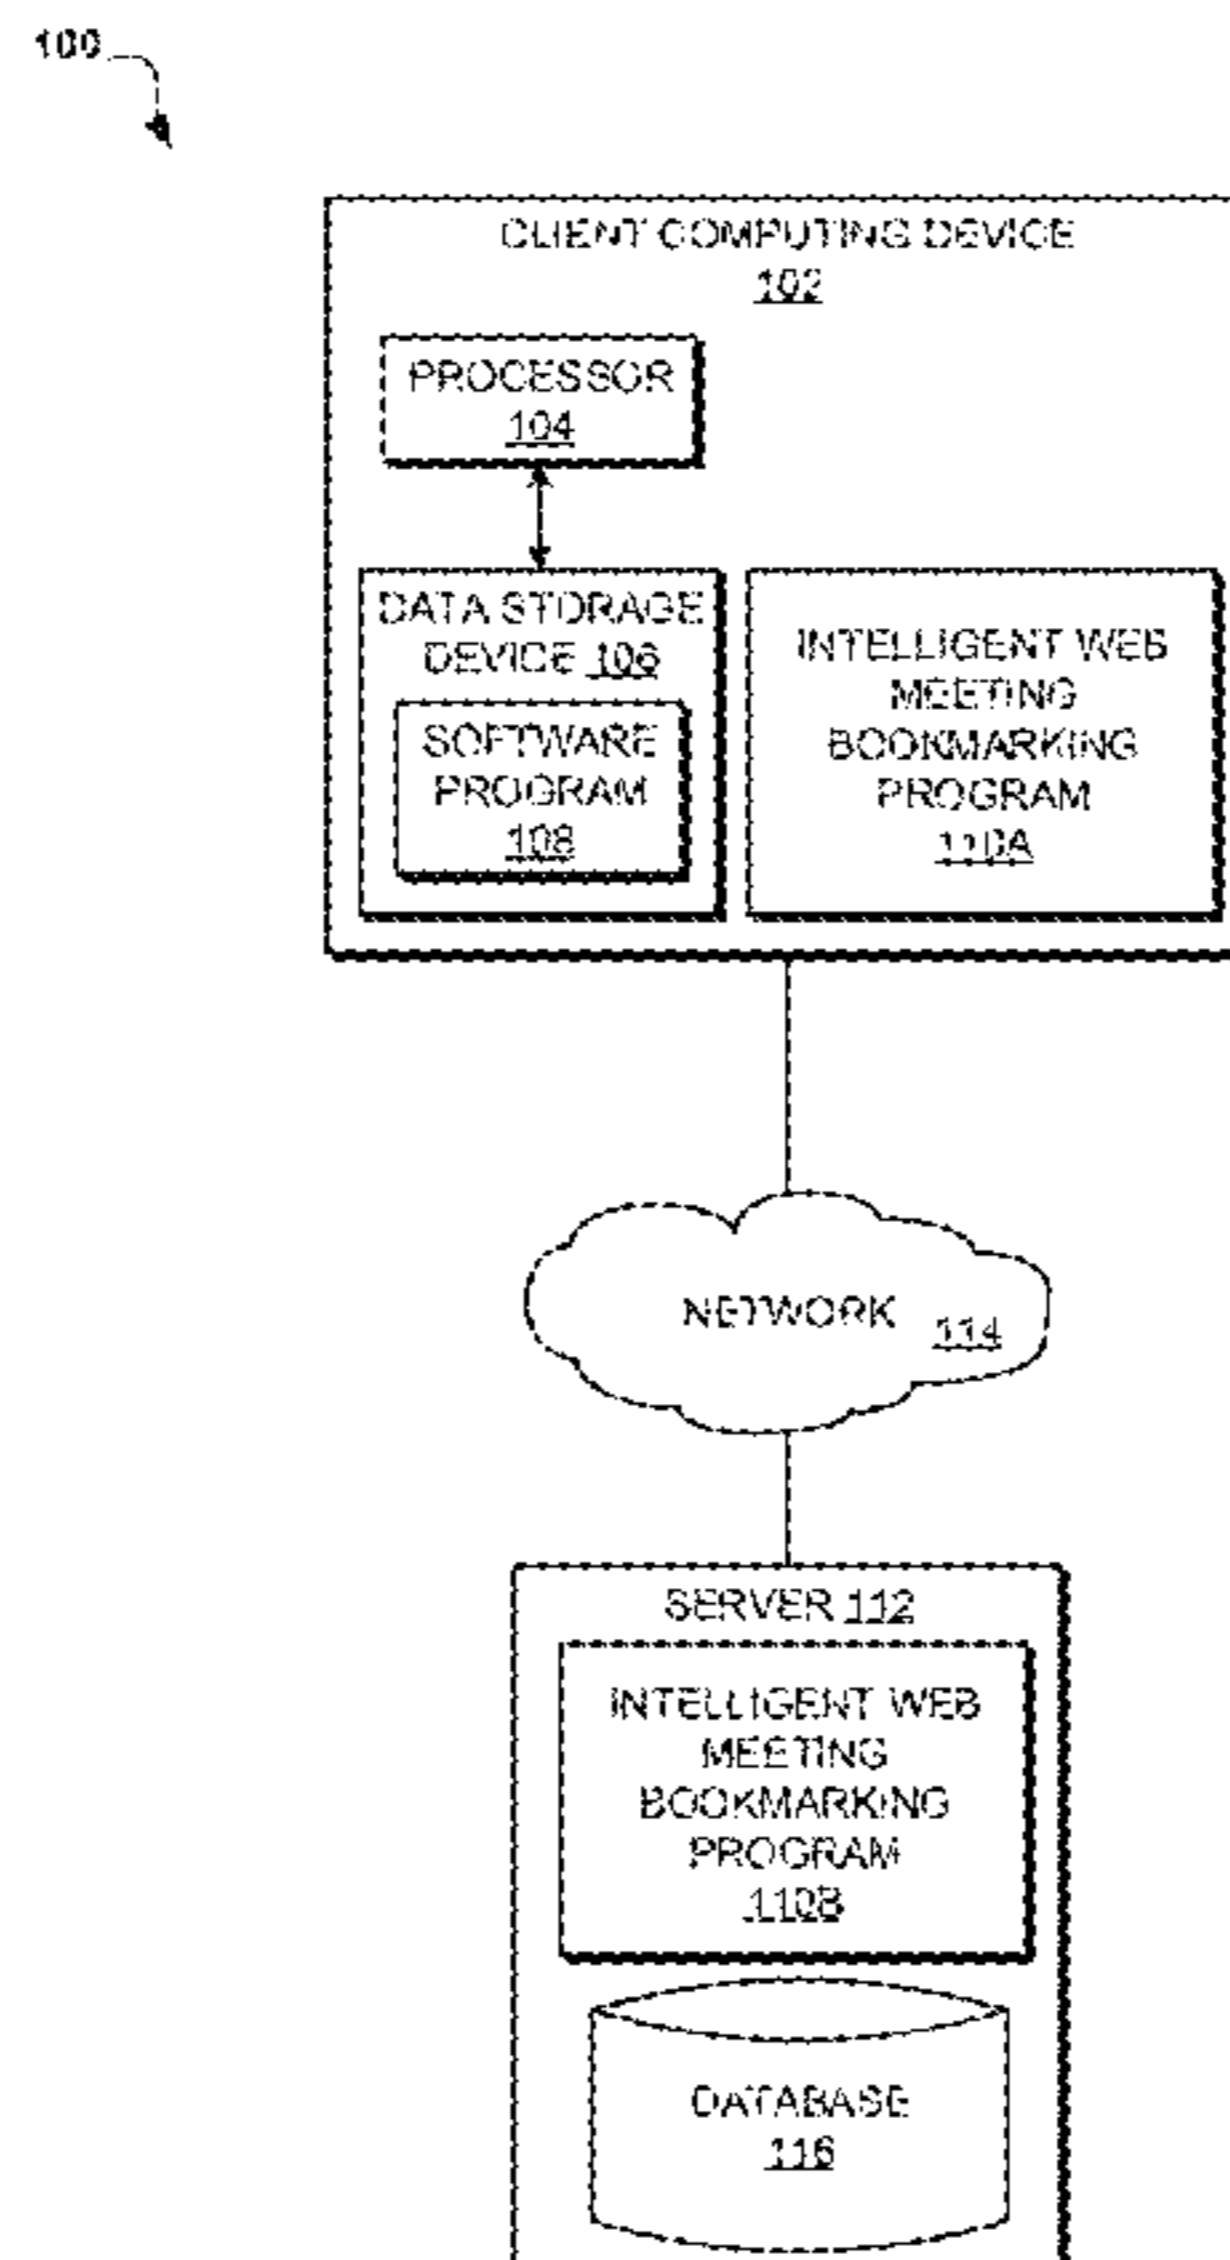 100
CLIENT COMPUTING DEVICE
102
PROCESSOR
104
DATA STORAGE
DEVICE 106
SOFTWARE
PROGRAM
108
INTELLIGENT WEB
MEETING
BOOKMARKING
PROGRAM
110A
NETWORK 114
SERVER 112
INTELLIGENT WEB
MEETING
BOOKMARKING
PROGRAM
110B
DATABASE
116